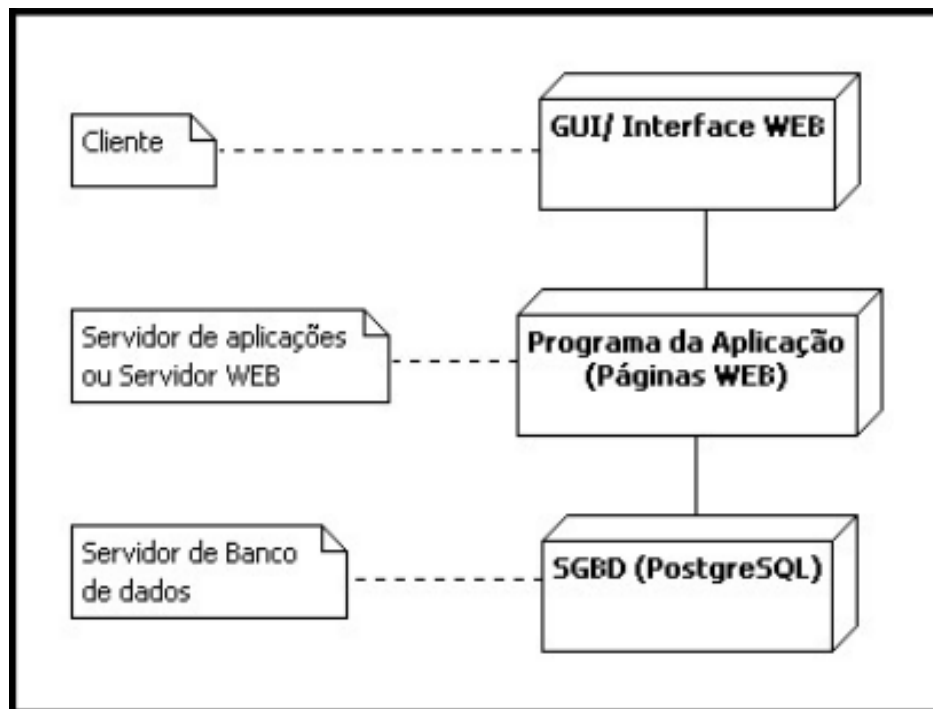 Cliente
GUI/ Interface WEB
Servidor de aplicações
ou Servidor WEB
Programa da Aplicação
(Páginas WEB)
Servidor de Banco
de dados
SGBD (PostgreSQL)